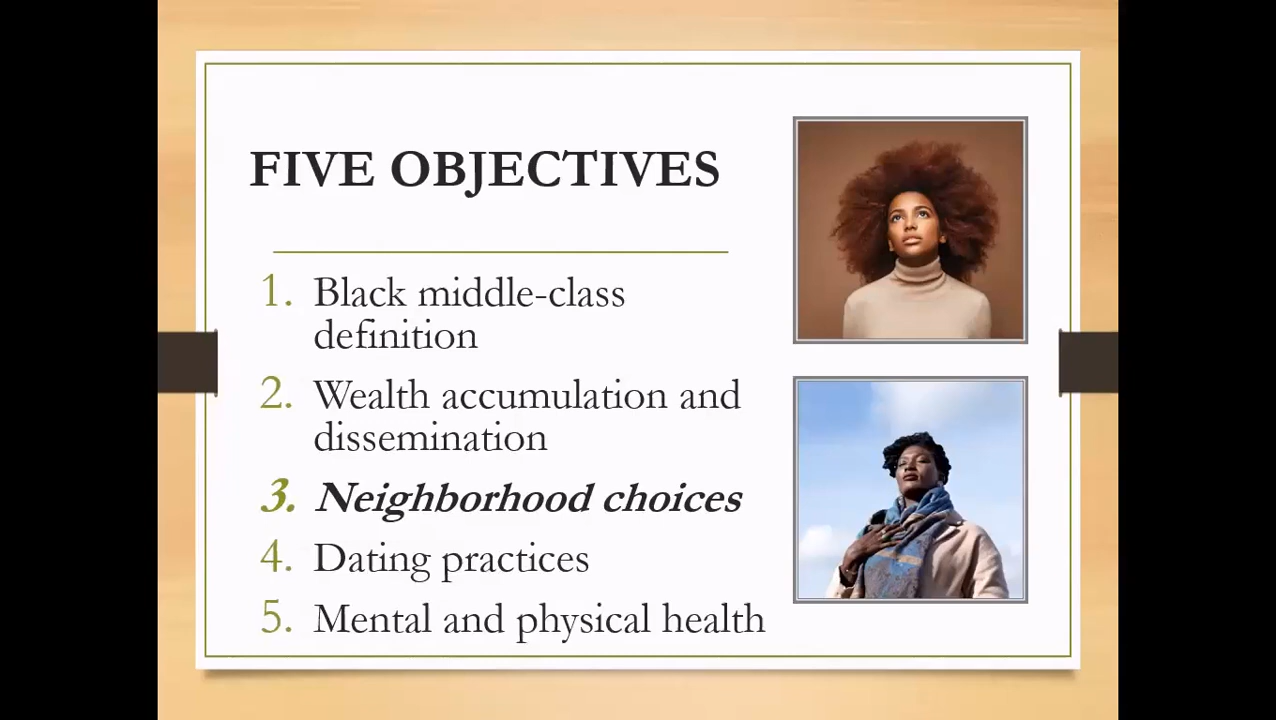 FIVE OBJECTIVES
1. Black middle-class
definition
2. Wealth accumulation and
dissemination
3. Neighborhood choices
4. Dating practices
5. Mental and physical health